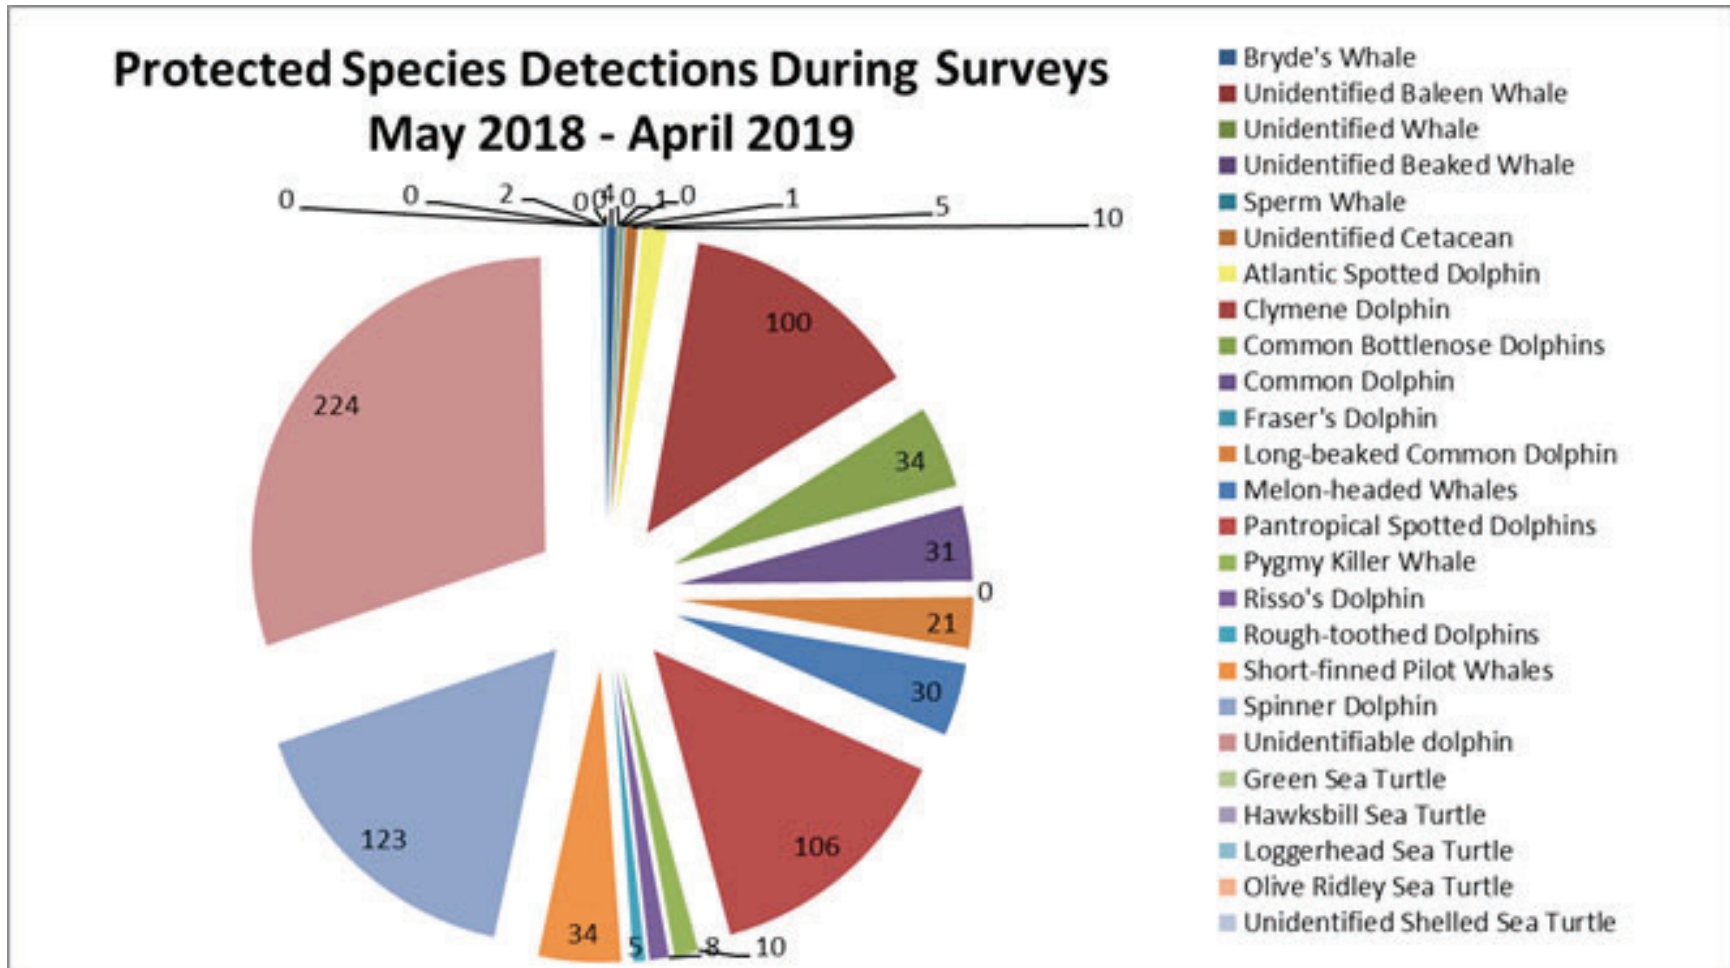 Protected Species Detections During Surveys
May 2018 - April 2019
0 0 2 0 0 4 0 1 0 1 5 10
100
224
34
31
0
21
30
106
123
34 5 8 10
Bryde's Whale
Unidentified Baleen Whale
Unidentified Whale
Unidentified Beaked Whale
Sperm Whale
Unidentified Cetacean
Atlantic Spotted Dolphin
Clymene Dolphin
Common Bottlenose Dolphins
Common Dolphin
Fraser's Dolphin
Long-beaked Common Dolphin
Melon-headed Whales
Pantropical Spotted Dolphins
Pygmy Killer Whale
Risso's Dolphin
Rough-toothed Dolphins
Short-finned Pilot Whales
Spinner Dolphin
Unidentifiable dolphin
Green Sea Turtle
Hawksbill Sea Turtle
Loggerhead Sea Turtle
Olive Ridley Sea Turtle
Unidentified Shelled Sea Turtle